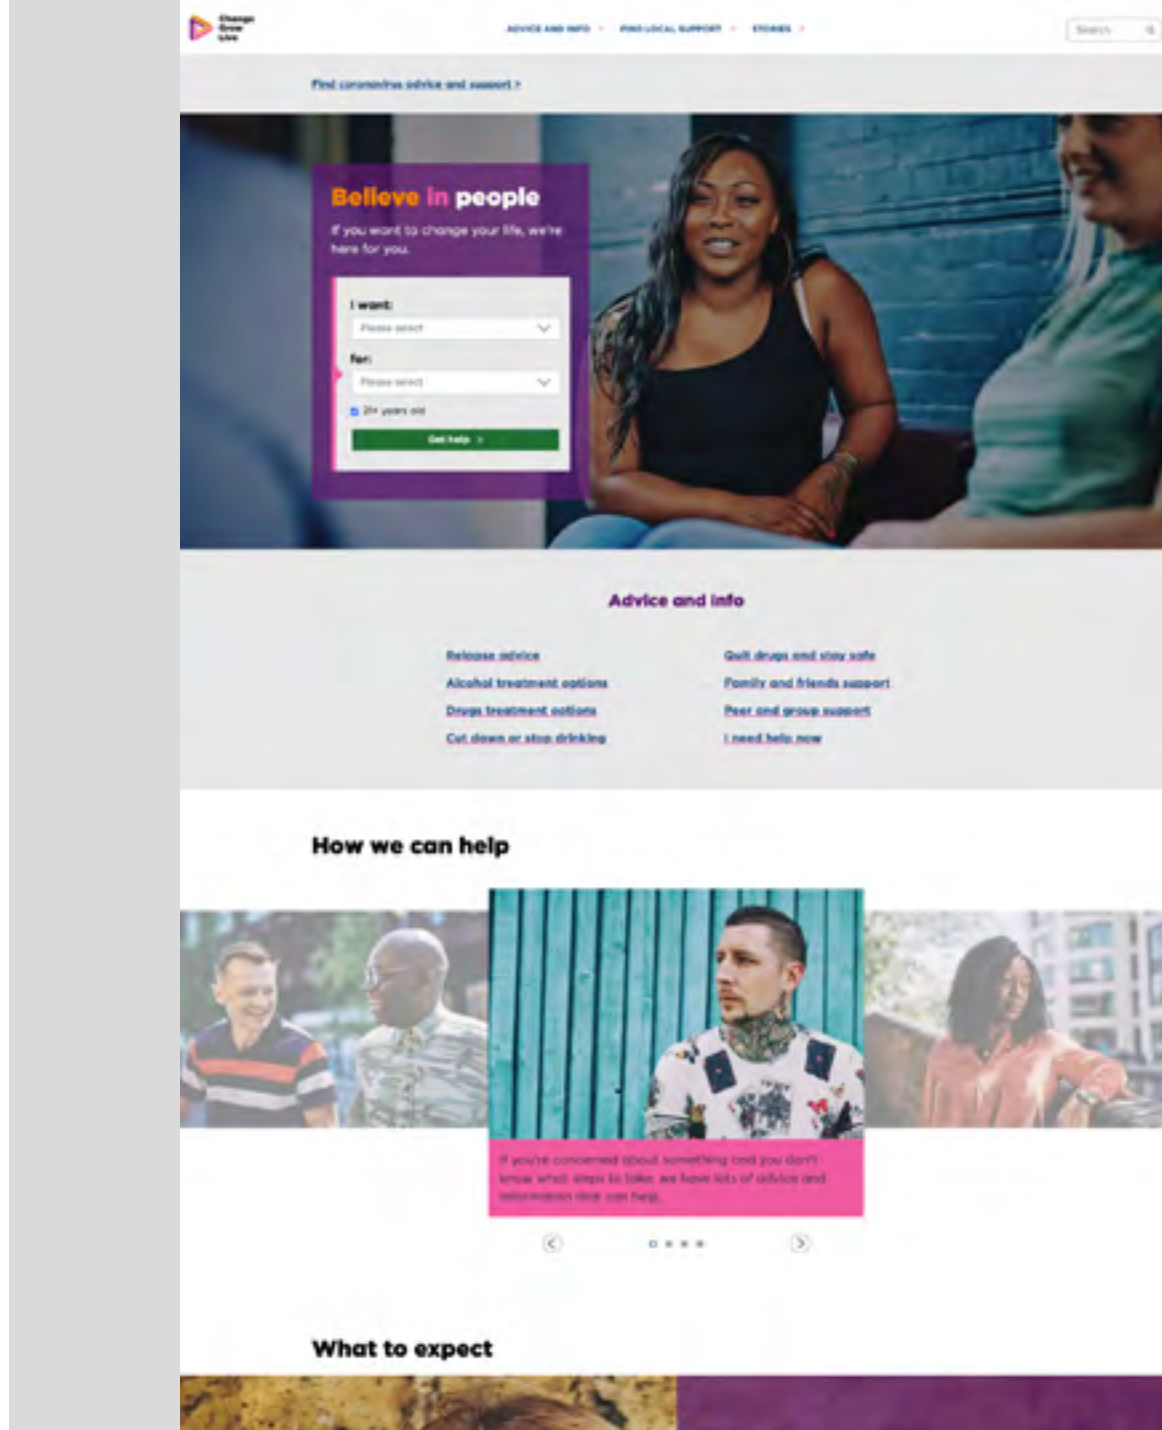 Change
Grow
Live
ADVICE AND INFO
FIND LOCAL SUPPORT
STORIES
Search
Find coronavirus advice and support >
Believe in people
If you want to change your life, we're
here for you.
I want:
Please select
for:
Please select
21+ years old
Get help >
Advice and info
Relapse advice
Quit drugs and stay safe
Alcohol treatment options
Family and friends support
Drugs treatment options
Peer and group support
Cut down or stop drinking
I need help now
How we can help
If you're concerned about something and you don't
know what steps to take, we have lots of advice and
information that can help.
What to expect